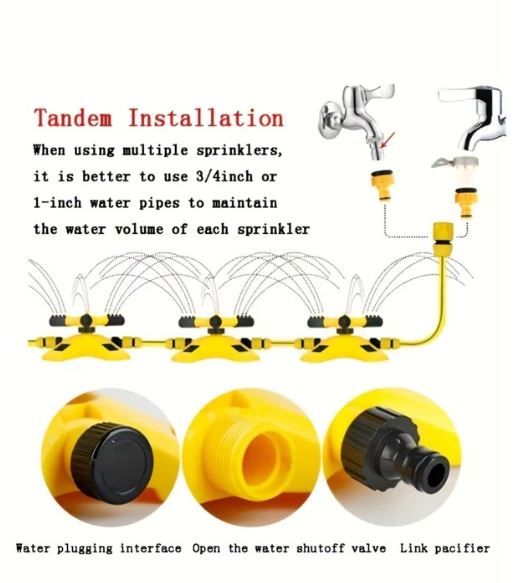 Tandem Installation
When using multiple sprinklers,
it is better to use 3/4inch or
1-inch water pipes to maintain
the water volume of each sprinkler
Water plugging interface Open the water shutoff valve Link pacifier